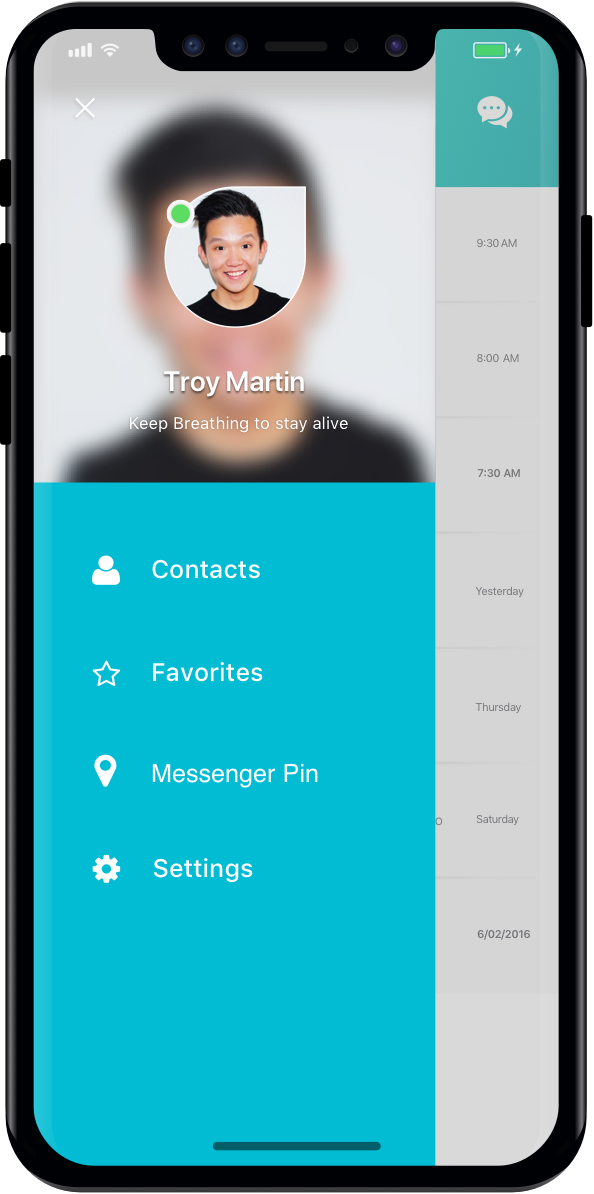 Troy Martin
Keep Breathing to stay alive
Contacts
Favorites
Messenger Pin
Settings
9:30 AM
8:00 AM
7:30 AM
Yesterday
Thursday
o
Saturday
6/02/2016